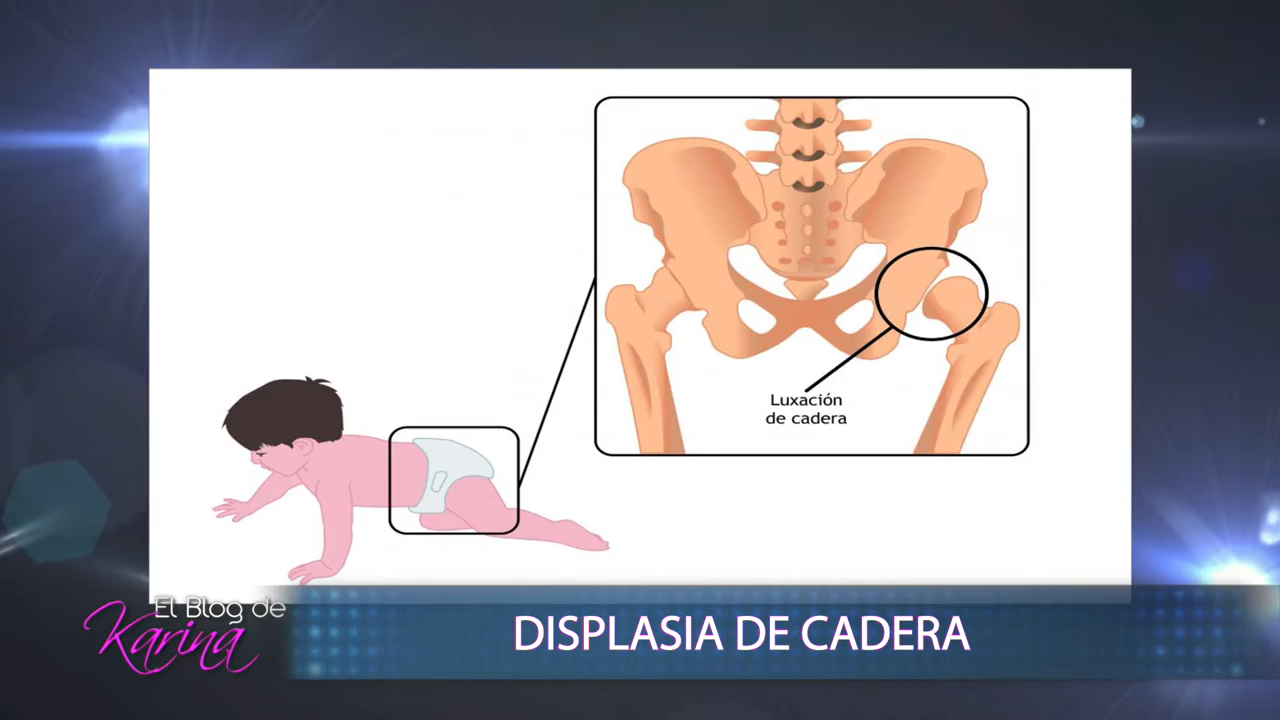 Luxación
de cadera
El Blog de
Karina
DISPLASIA DE CADERA